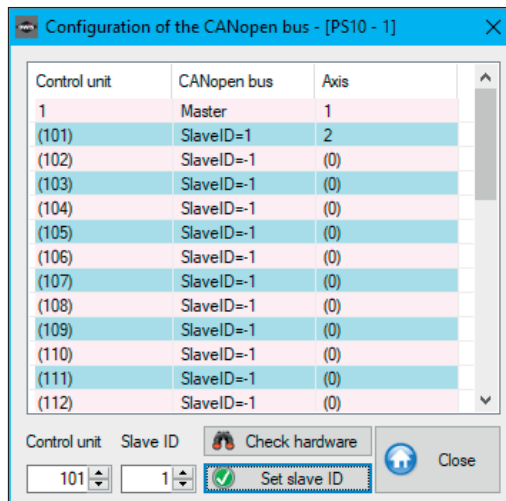 Configuration of the CANopen bus - [PS10 - 1]
Control unit CANopen bus Axis
1 Master 1
(101) SlaveID=1 2
(102) SlaveID=-1 (0)
(103) SlaveID=-1 (0)
(104) SlaveID=-1 (0)
(105) SlaveID=-1 (0)
(106) SlaveID=-1 (0)
(107) SlaveID=-1 (0)
(108) SlaveID=-1 (0)
(109) SlaveID=-1 (0)
(110) SlaveID=-1 (0)
(111) SlaveID=-1 (0)
(112) SlaveID=-1 (0)
Control unit Slave ID Check hardware
101 1 Set slave ID Close